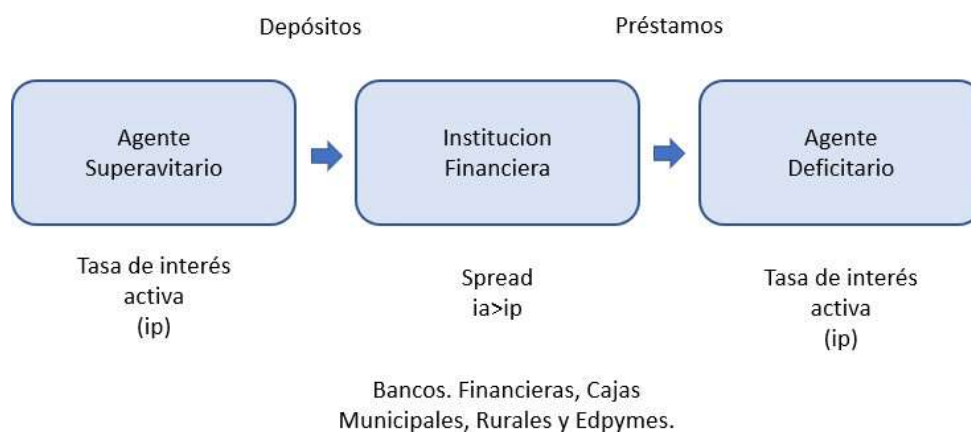 Depósitos
Préstamos
Agente
Superavitario
Institucion
Financiera
Agente
Deficitario
Tasa de interés
activa
(ip)
Spread
ia>ip
Tasa de interés
activa
(ip)
Bancos. Financieras, Cajas
Municipales, Rurales y Edpymes.